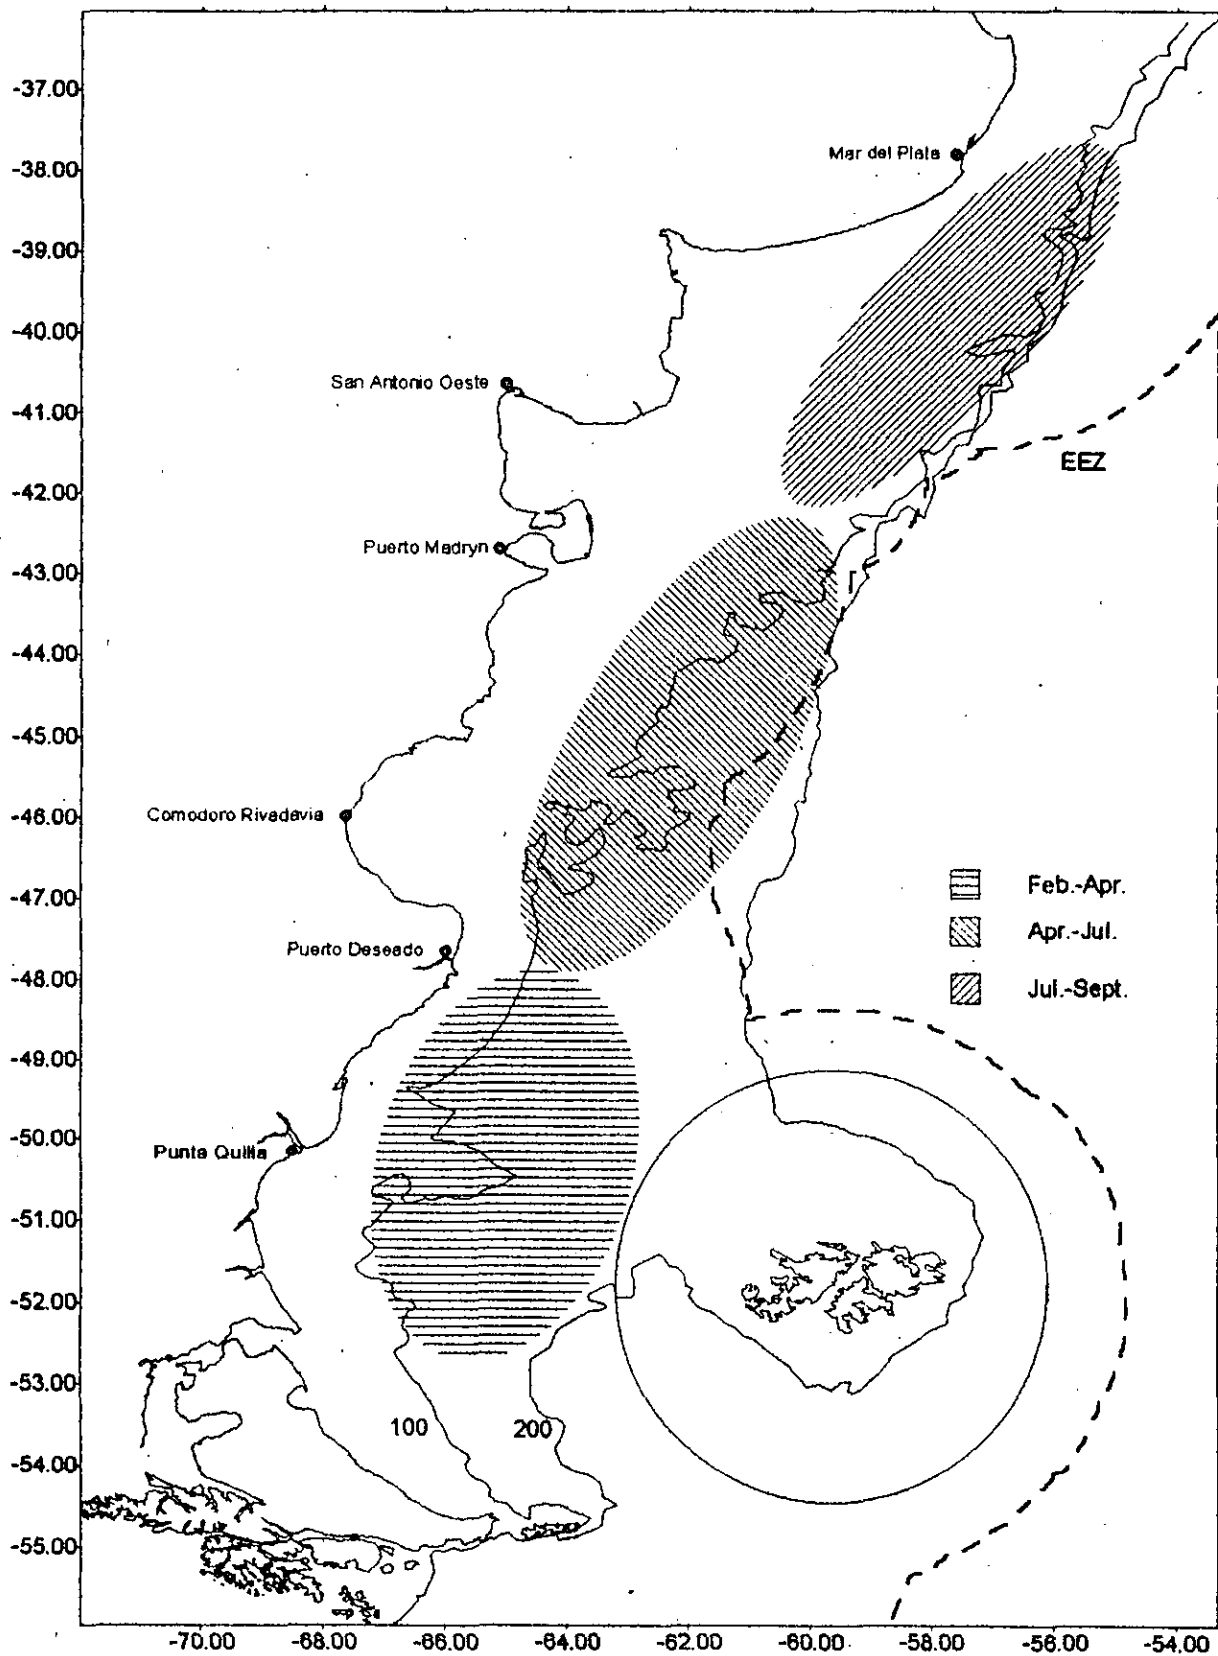 -37.00
Mar del Plata
-38.00
-39.00
-40.00
San Antonio Oeste
-41.00
EEZ
-42.00
Puerto Madryn
-43.00
-44.00
-45.00
Comodoro Rivadavia
-46.00
-47.00
Feb.-Apr.
Apr.-Jul.
Puerto Deseado
-48.00
Jul.-Sept.
-49.00
-50.00
Punta Quilla
-51.00
-52.00
-53.00
100
200
-54.00
-55.00
-70.00 -68.00 -66.00 -64.00 -62.00 -60.00 -58.00 -56.00 -54.00